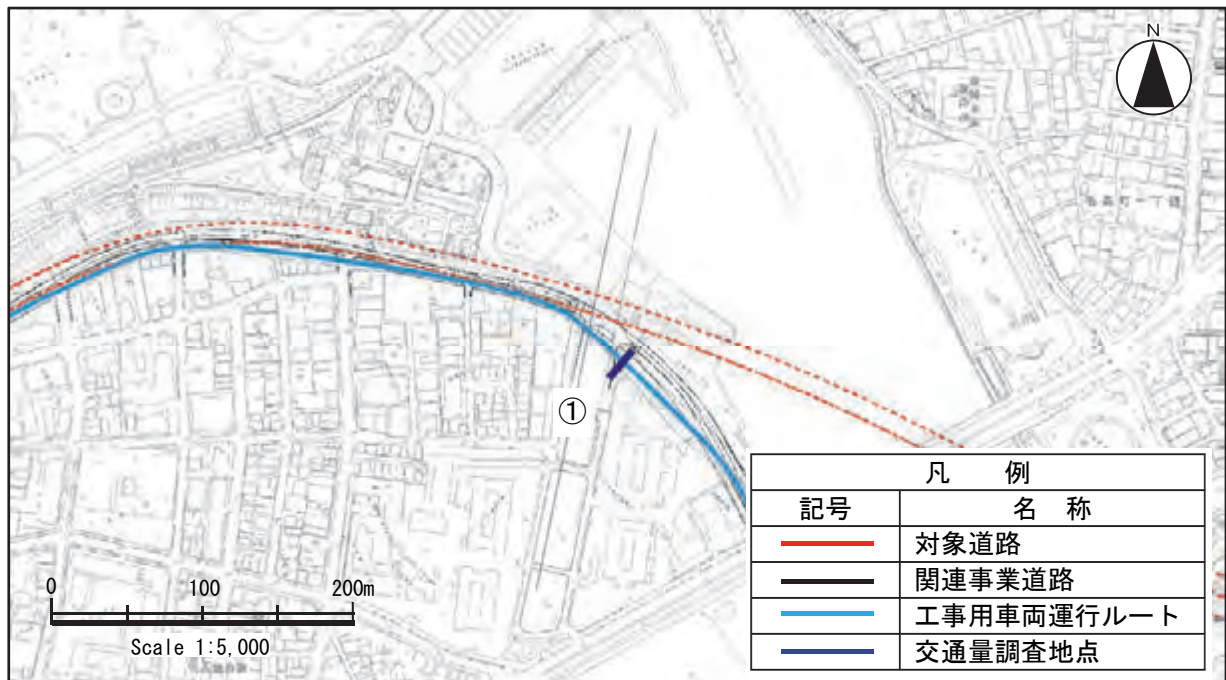 N
①
0 100 200m
Scale 1:5,000
凡 例
記号 名 称
対象道路
関連事業道路
工事用車両運行ルート
交通量調査地点